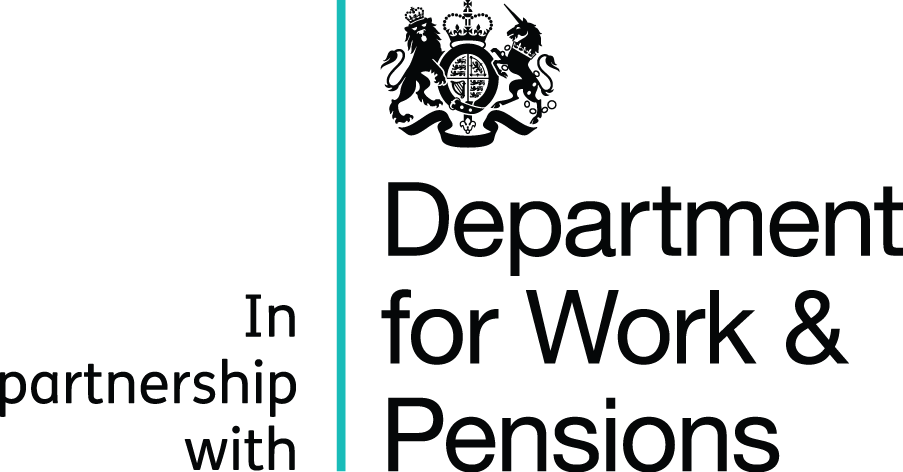 In
partnership
with
Department
for Work &
Pensions